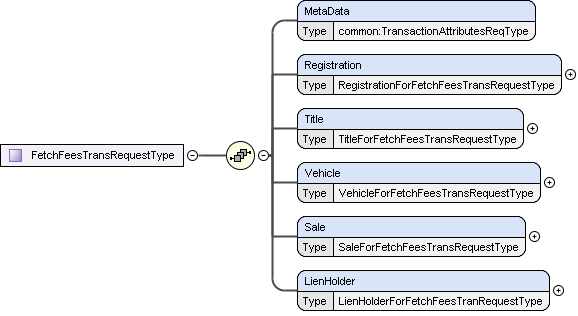 MetaData
Type common:TransactionAttributesReqType
Registration
Type RegistrationForFetchFeesTransRequestType
Title
Type TitleForFetchFeesTransRequestType
FetchFeesTransRequestType
Vehicle
Type VehicleForFetchFeesTransRequestType
Sale
Type SaleForFetchFeesTransRequestType
LienHolder
Type LienHolderForFetchFeesTranRequestType